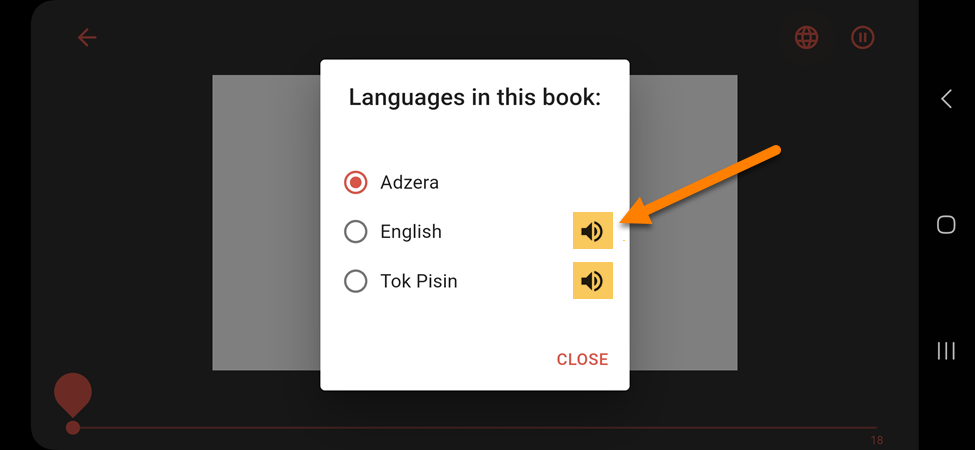 Languages in this book:
Adzera
English
Tok Pisin
CLOSE
18